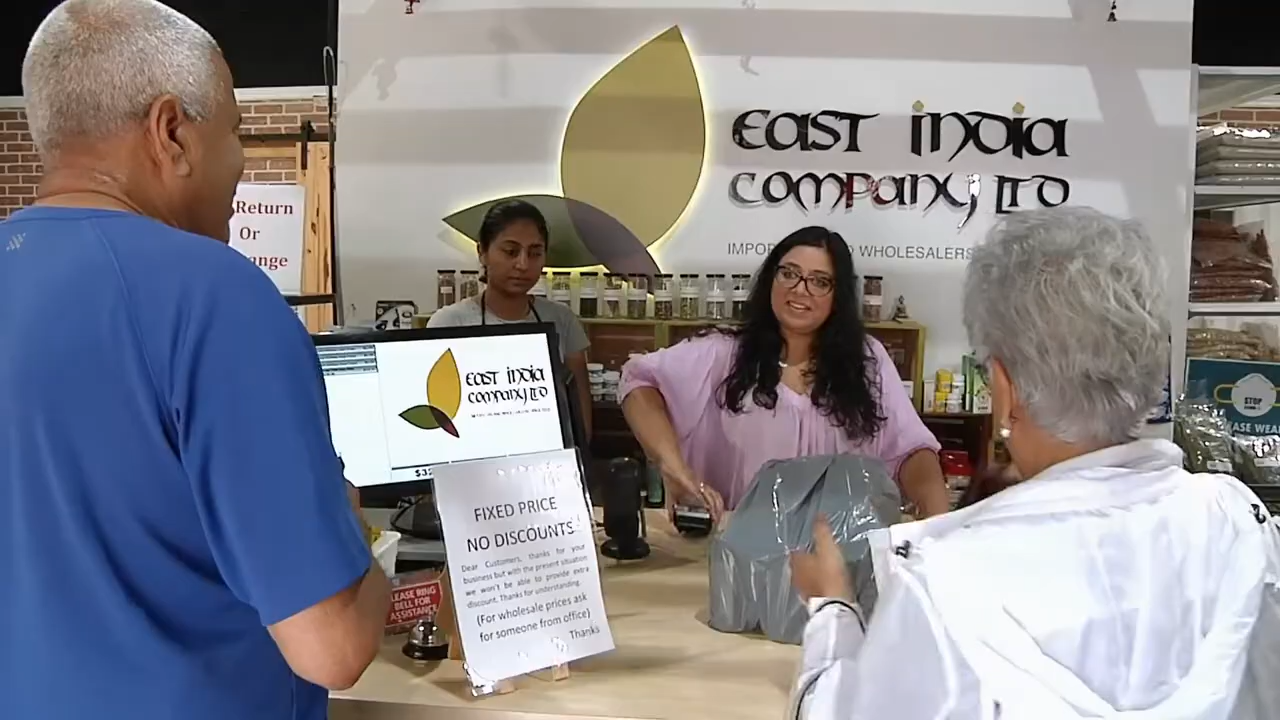 East India
Company Ltd
IMPOR
WHOLESALERS
Return
Or
ange
East India
Company Ltd
$32
FIXED PRICE
NO DISCOUNTS
Dear Customers, thanks for your
business but with the present situation
we won't be able to provide extra
discount. Thanks for understanding.
(For wholesale prices ask
for someone from office)
Thanks
LEASE RING
BELL FOR
ASSISTANCE
STOP
ASE WEA